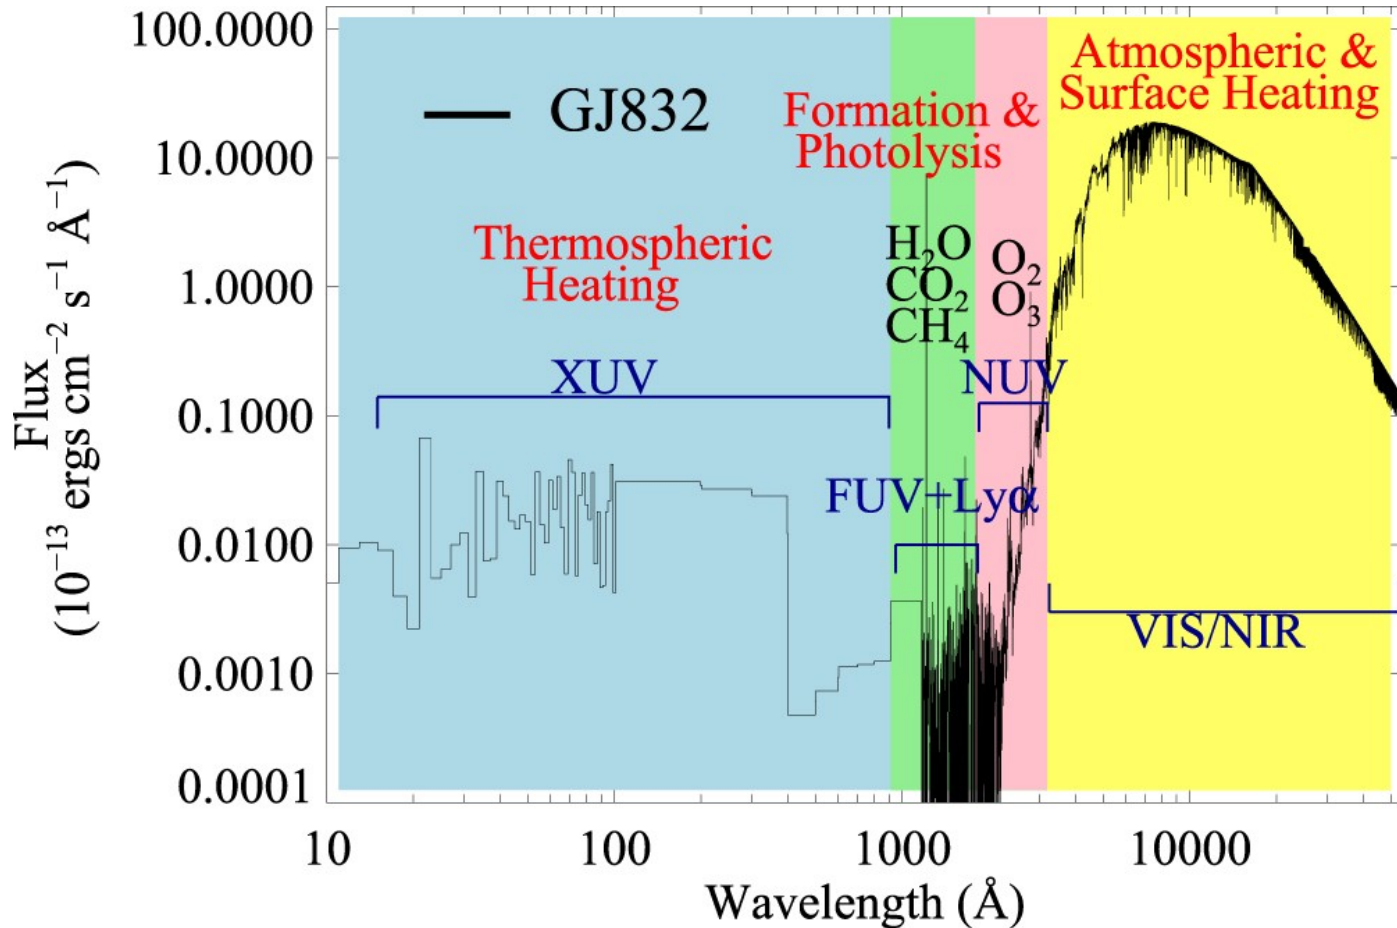 100.0000
10.0000
1.0000
0.1000
0.0100
0.0010
0.0001
Flux
(10⁻¹³ ergs cm⁻² s⁻¹ Å⁻¹)
GJ832
Thermospheric
Heating
XUV
Formation &
Photolysis
H₂O
CO₂
CH₄
O₂
O₃
NUV
FUV+Lyα
Atmospheric &
Surface Heating
VIS/NIR
10
100
1000
10000
Wavelength (Å)